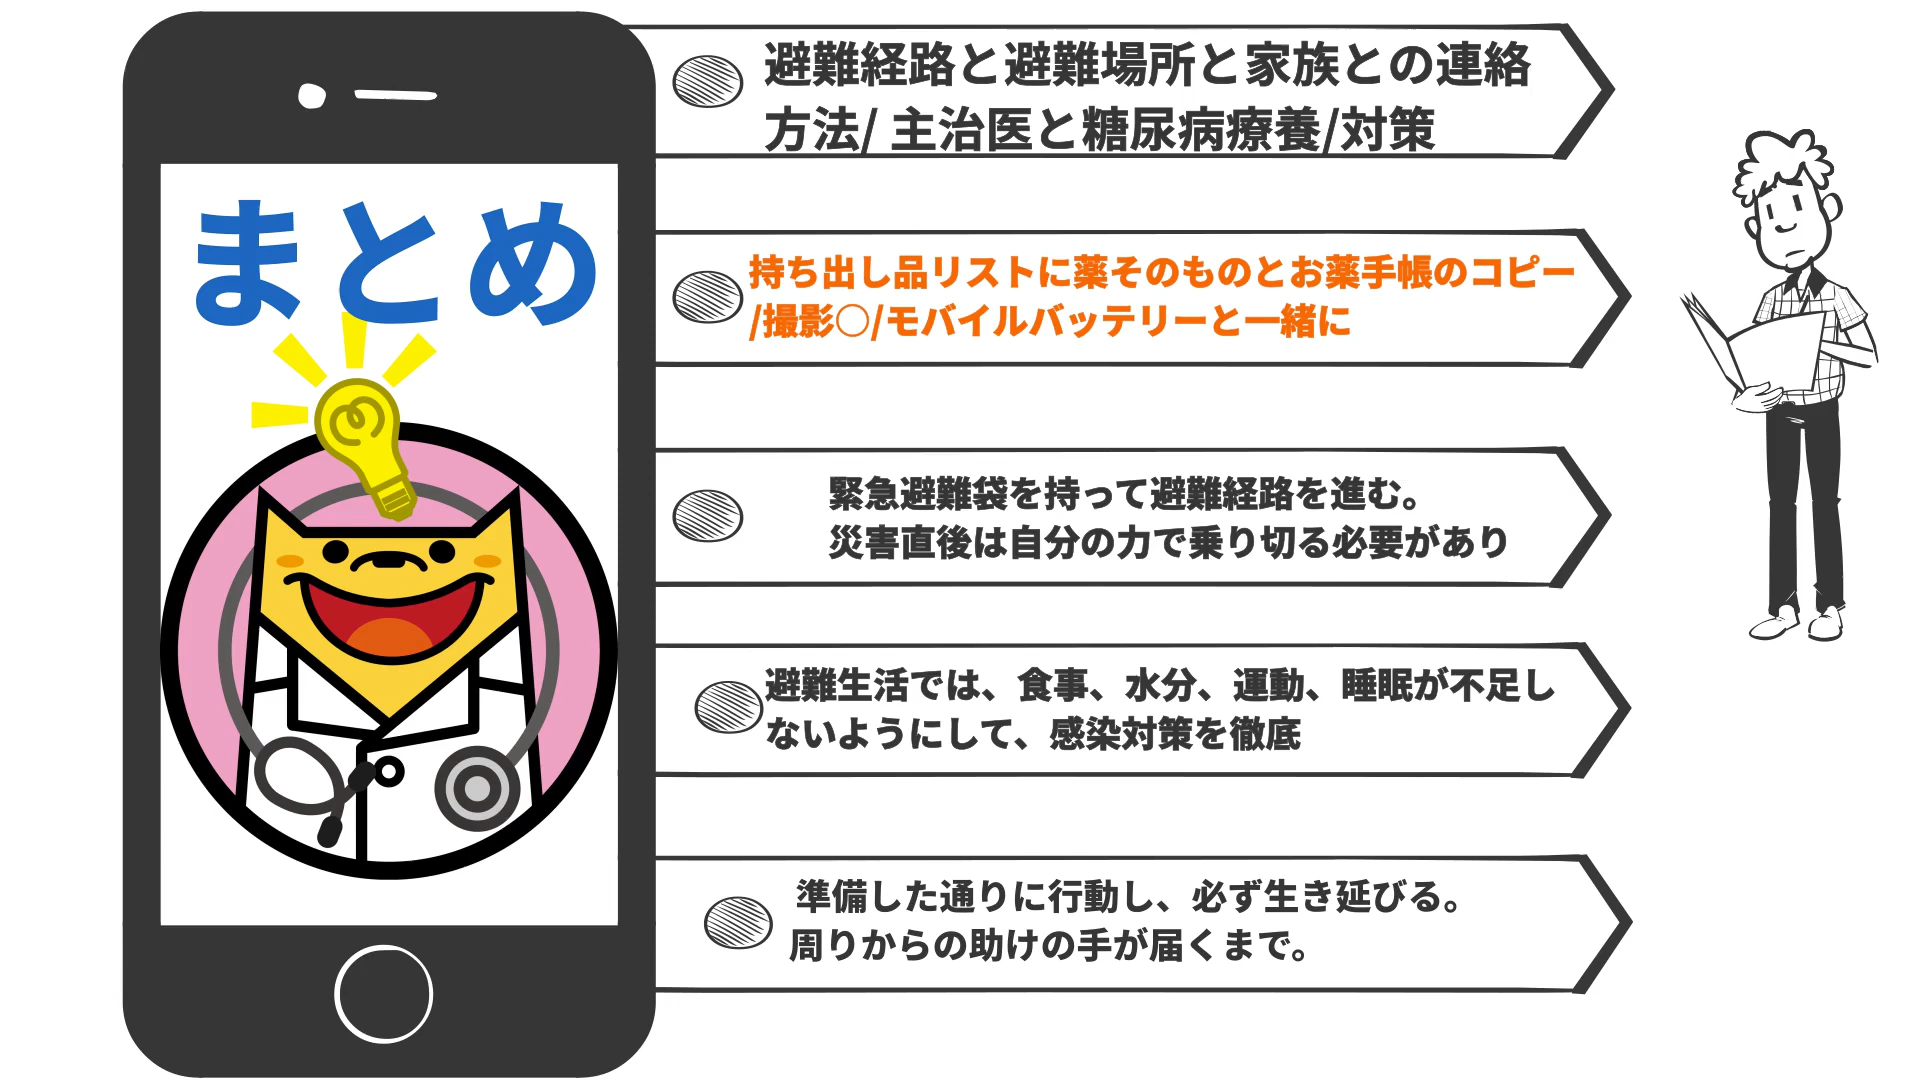 まとめ
避難経路と避難場所と家族との連絡
方法/ 主治医と糖尿病療養/対策
持ち出し品リストに薬そのものとお薬手帳のコピー
/撮影○/モバイルバッテリーと一緒に
緊急避難袋を持って避難経路を進む。
災害直後は自分の力で乗り切る必要があり
避難生活では、食事、水分、運動、睡眠が不足し
ないようにして、感染対策を徹底
準備した通りに行動し、必ず生き延びる。
周りからの助けの手が届くまで。